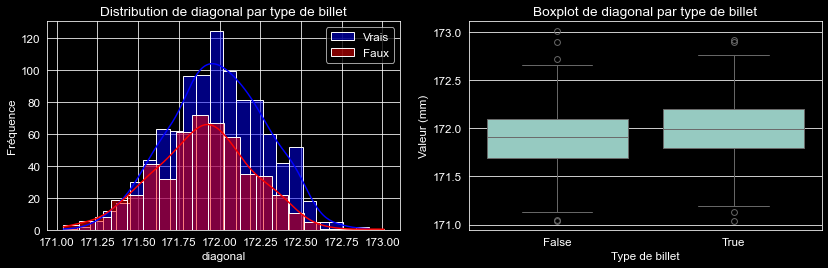 Distribution de diagonal par type de billet
Vrais
Faux
Fréquence
120
100
80
60
40
20
0
171.00 171.25 171.50 171.75 172.00 172.25 172.50 172.75 173.00
diagonal
Boxplot de diagonal par type de billet
Valeur (mm)
173.0
172.5
172.0
171.5
171.0
False True
Type de billet